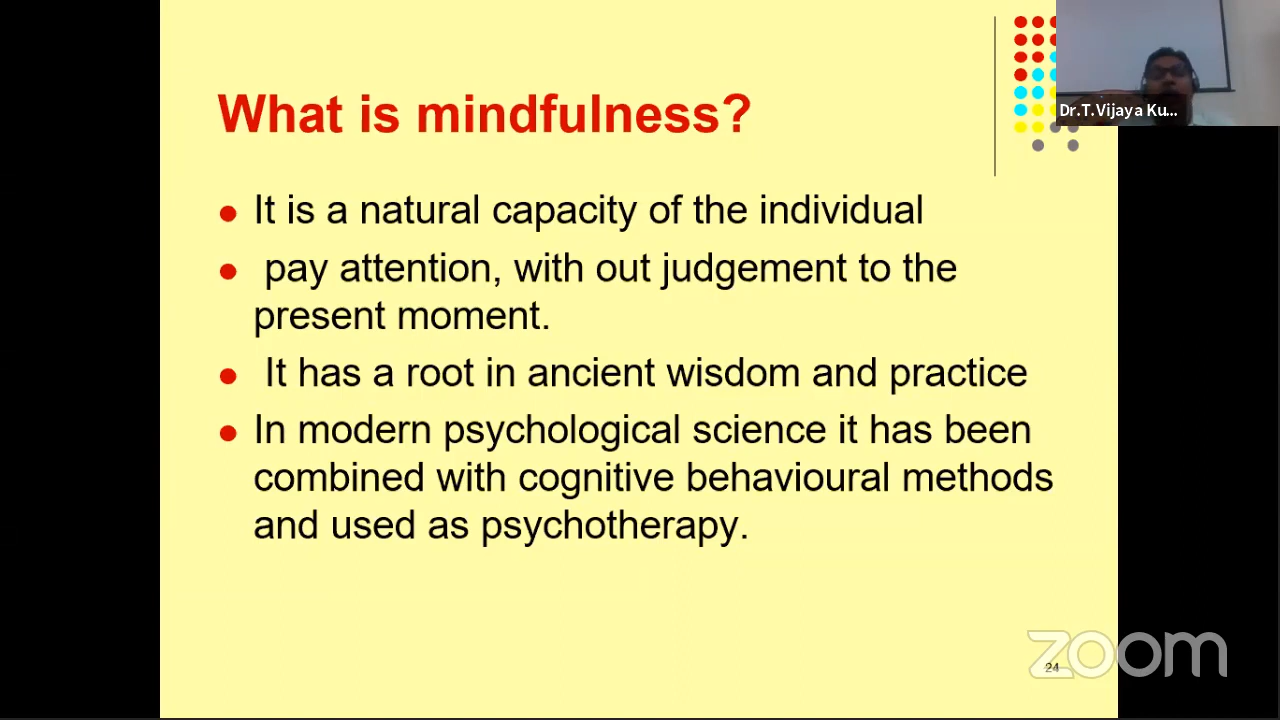 Dr.T.Vijaya Ku...
What is mindfulness?
● It is a natural capacity of the individual
● pay attention, with out judgement to the
present moment.
● It has a root in ancient wisdom and practice
● In modern psychological science it has been
combined with cognitive behavioural methods
and used as psychotherapy.
zoom
24